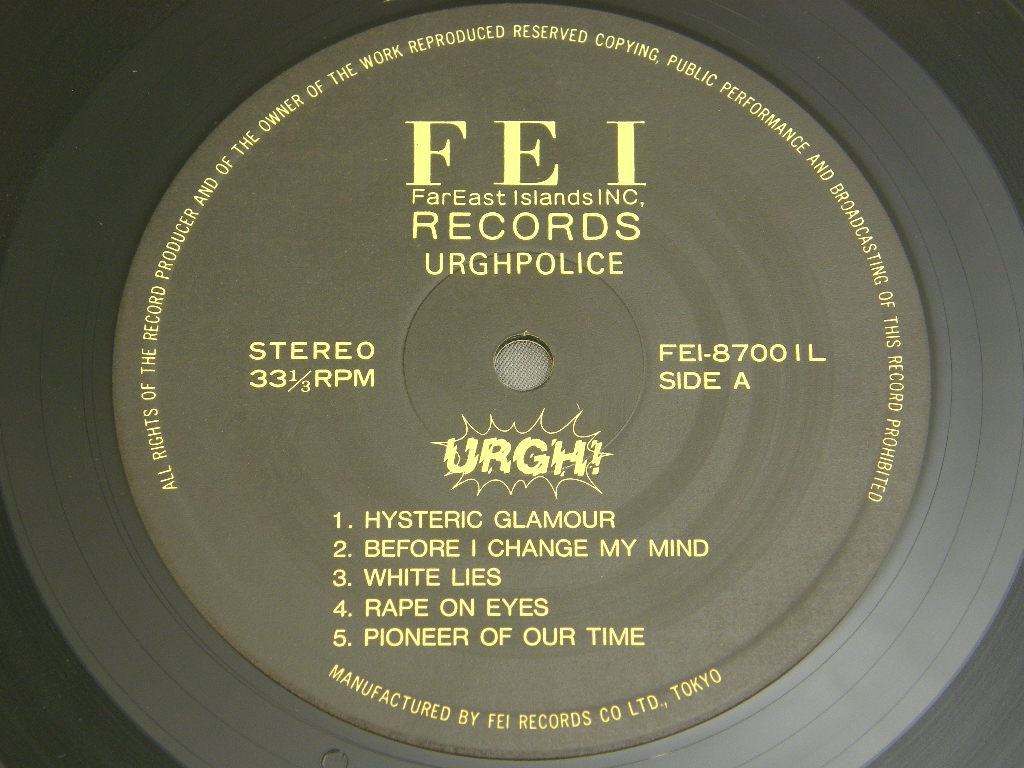 ALL RIGHTS OF THE RECORD PRODUCER AND OF THE OWNER OF THE WORK REPRODUCED RESERVED COPYING, PUBLIC PERFORMANCE AND BROADCASTING OF THIS RECORD PROHIBITED
FEI
FarEast Islands INC,
RECORDS
URGHPOLICE
STEREO
33⅓RPM
FEI-87001L
SIDE A
URGH!
1. HYSTERIC GLAMOUR
2. BEFORE I CHANGE MY MIND
3. WHITE LIES
4. RAPE ON EYES
5. PIONEER OF OUR TIME
MANUFACTURED BY FEI RECORDS CO LTD., TOKYO